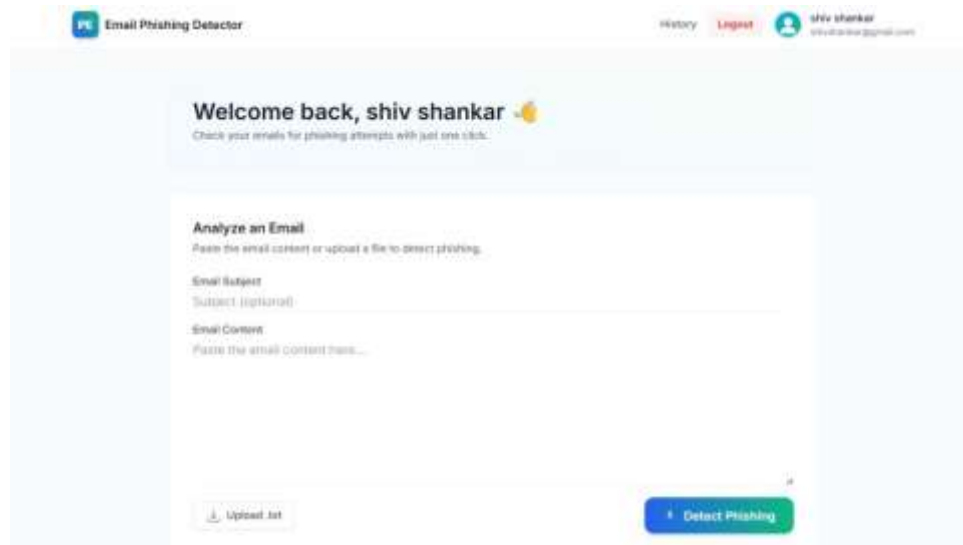 Email Phishing Detector
History
Logout
shiv shankar
Welcome back, shiv shankar 👋
Check your emails for phishing attempts with just one click.
Analyze an Email
Paste the email content or upload a file to detect phishing.
Email Subject
Subject (optional)
Email Content
Paste the email content here...
Upload .txt
Detect Phishing